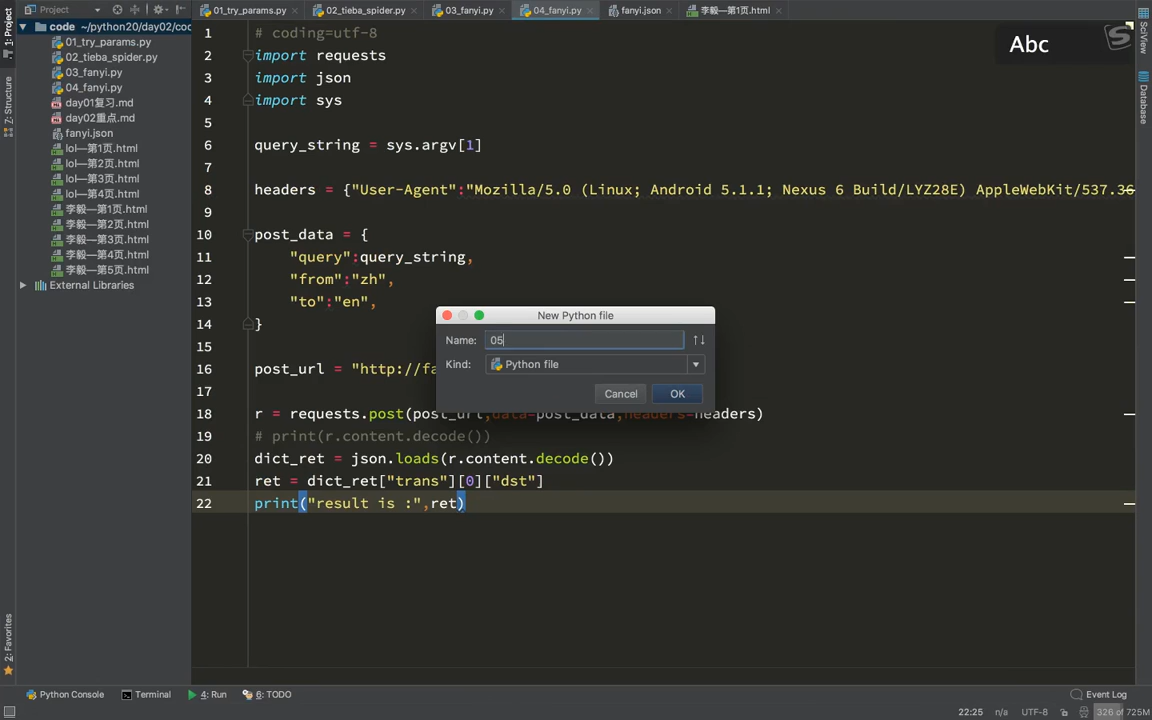 Project
01_try_params.py
02_tieba_spider.py
03_fanyi.py
04_fanyi.py
fanyi.json
李毅—第1页.html
1: Project
Z: Structure
2: Favorites
SciView
Database
code ~/python20/day02/cod
01_try_params.py
02_tieba_spider.py
03_fanyi.py
04_fanyi.py
day01复习.md
day02重点.md
fanyi.json
lol—第1页.html
lol—第2页.html
lol—第3页.html
lol—第4页.html
李毅—第1页.html
李毅—第2页.html
李毅—第3页.html
李毅—第4页.html
李毅—第5页.html
External Libraries
Abc
1 # coding=utf-8
2 import requests
3 import json
4 import sys
5
6 query_string = sys.argv[1]
7
8 headers = {"User-Agent":"Mozilla/5.0 (Linux; Android 5.1.1; Nexus 6 Build/LYZ28E) AppleWebKit/537.36
9
10 post_data = {
11 "query":query_string,
12 "from":"zh",
13 "to":"en",
14 }
15
16 post_url = "http://fa
17
18 r = requests.post(post_url,data=post_data,headers=headers)
19 # print(r.content.decode())
20 dict_ret = json.loads(r.content.decode())
21 ret = dict_ret["trans"][0]["dst"]
22 print("result is :",ret)
New Python file
Name: 05
Kind: Python file
Cancel OK
Python Console
Terminal
4: Run
6: TODO
Event Log
22:25 n/a UTF-8 326 of 725M